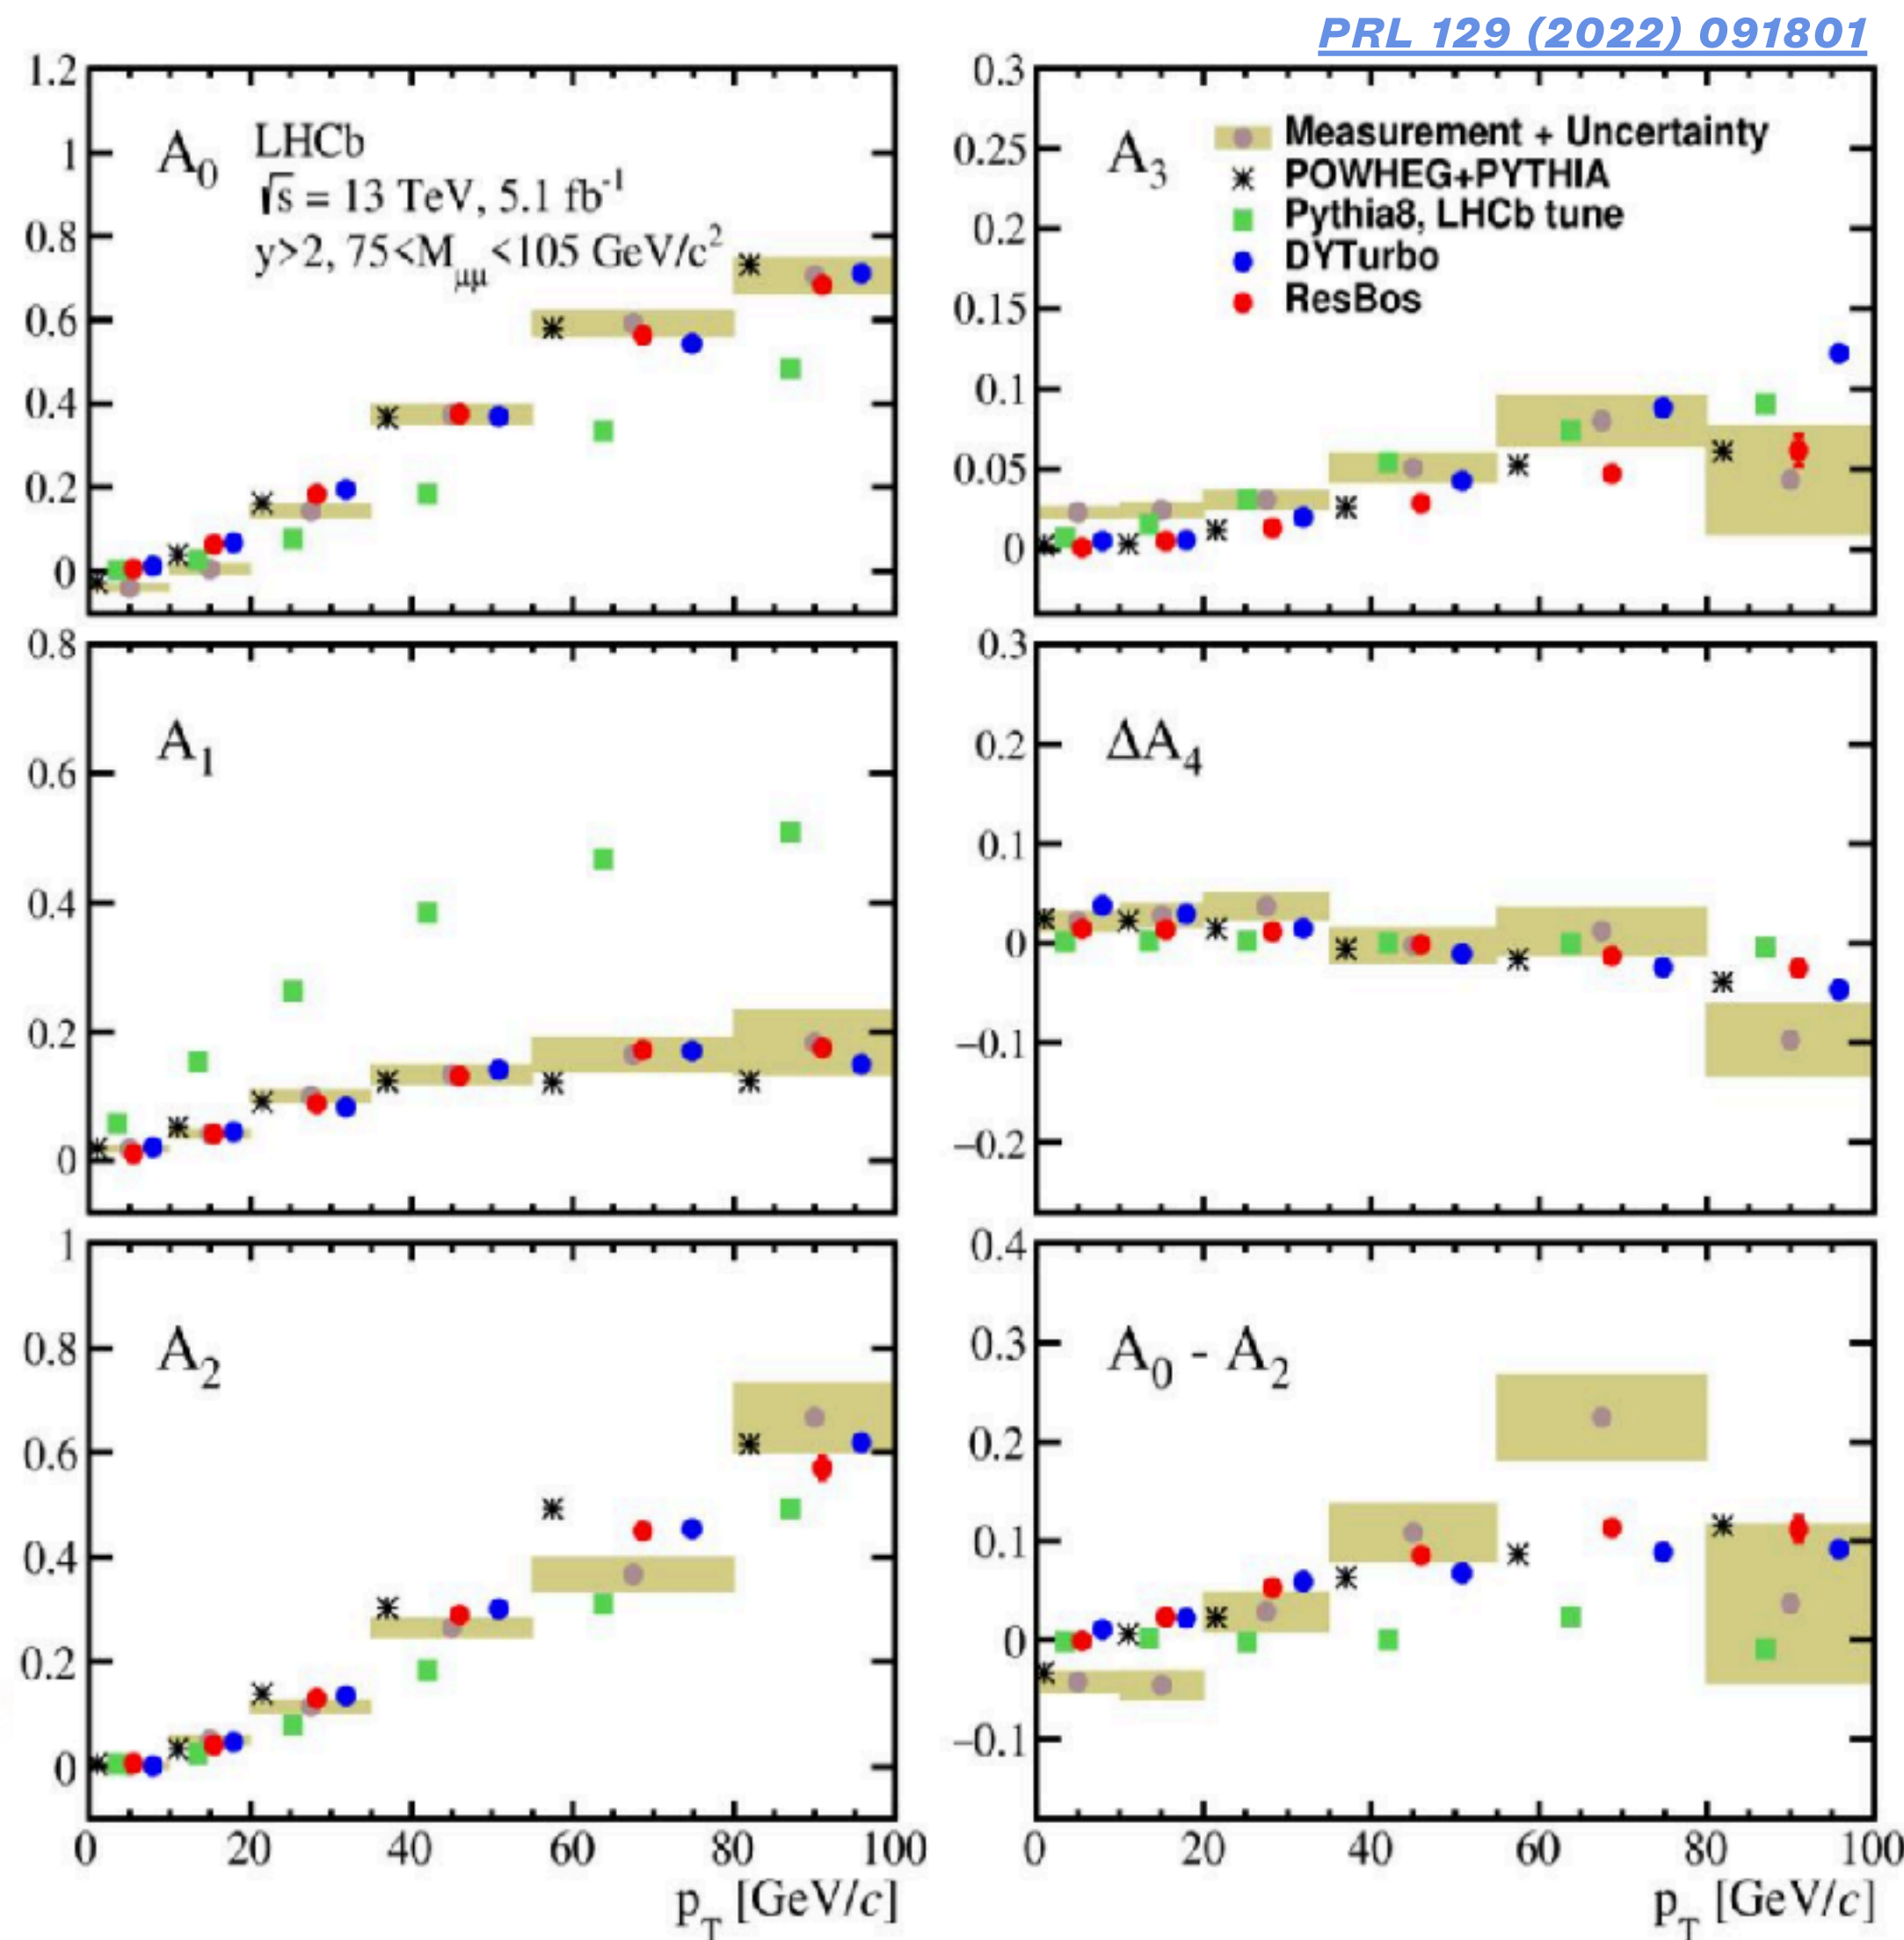 PRL 129 (2022) 091801
1.2
1
0.8
0.6
0.4
0.2
0
A0
LHCb
√s = 13 TeV, 5.1 fb-1
y>2, 75<Mμμ<105 GeV/c2
0.3
0.25
0.2
0.15
0.1
0.05
0
A3
Measurement + Uncertainty
POWHEG+PYTHIA
Pythia8, LHCb tune
DYTurbo
ResBos
0.8
0.6
0.4
0.2
0
A1
0.3
0.2
0.1
0
−0.1
−0.2
ΔA4
1
0.8
0.6
0.4
0.2
0
A2
0 20 40 60 80 100
pT [GeV/c]
0.4
0.3
0.2
0.1
0
−0.1
A0 - A2
0 20 40 60 80 100
pT [GeV/c]